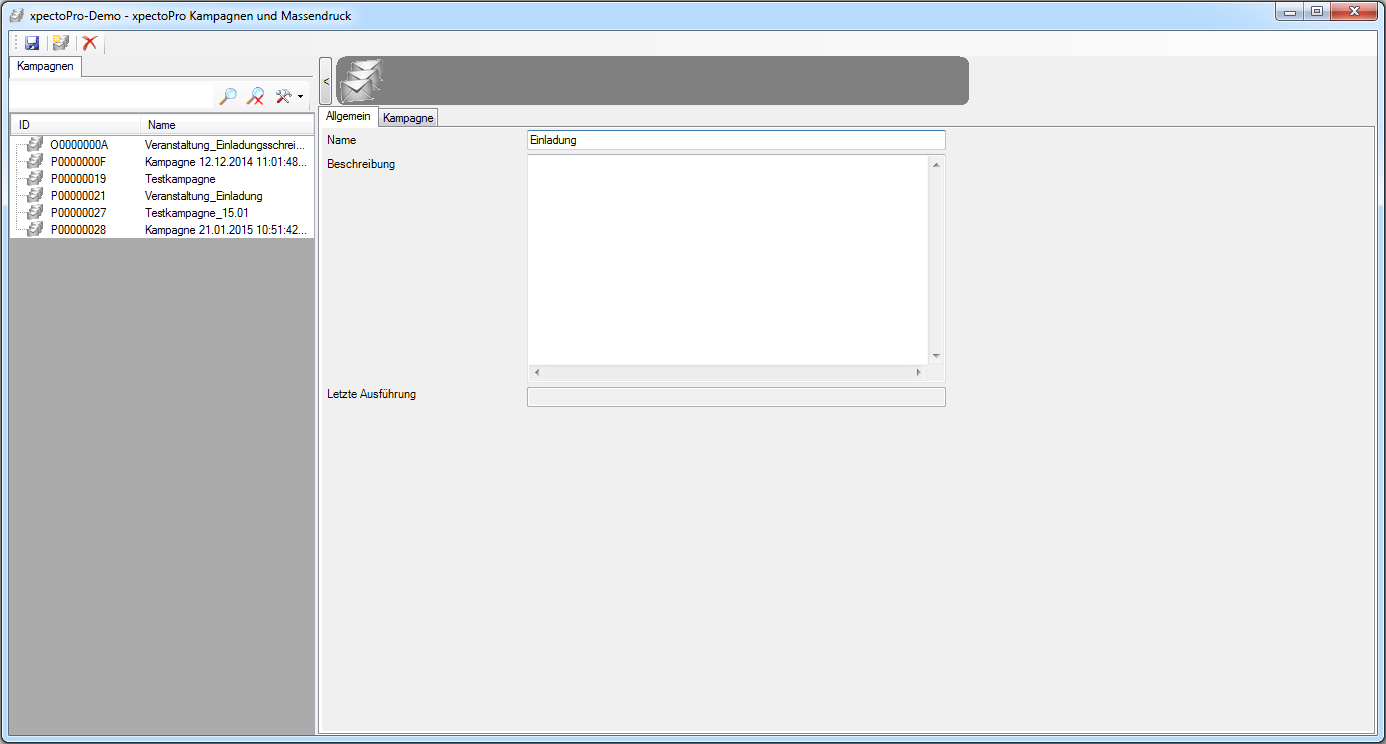 xpectoPro-Demo - xpectoPro Kampagnen und Massendruck
Kampagnen
<
ID Name
O0000000A Veranstaltung_Einladungsschrei...
P0000000F Kampagne 12.12.2014 11:01:48...
P00000019 Testkampagne
P00000021 Veranstaltung_Einladung
P00000027 Testkampagne_15.01
P00000028 Kampagne 21.01.2015 10:51:42...
Allgemein Kampagne
Name Einladung
Beschreibung
Letzte Ausführung